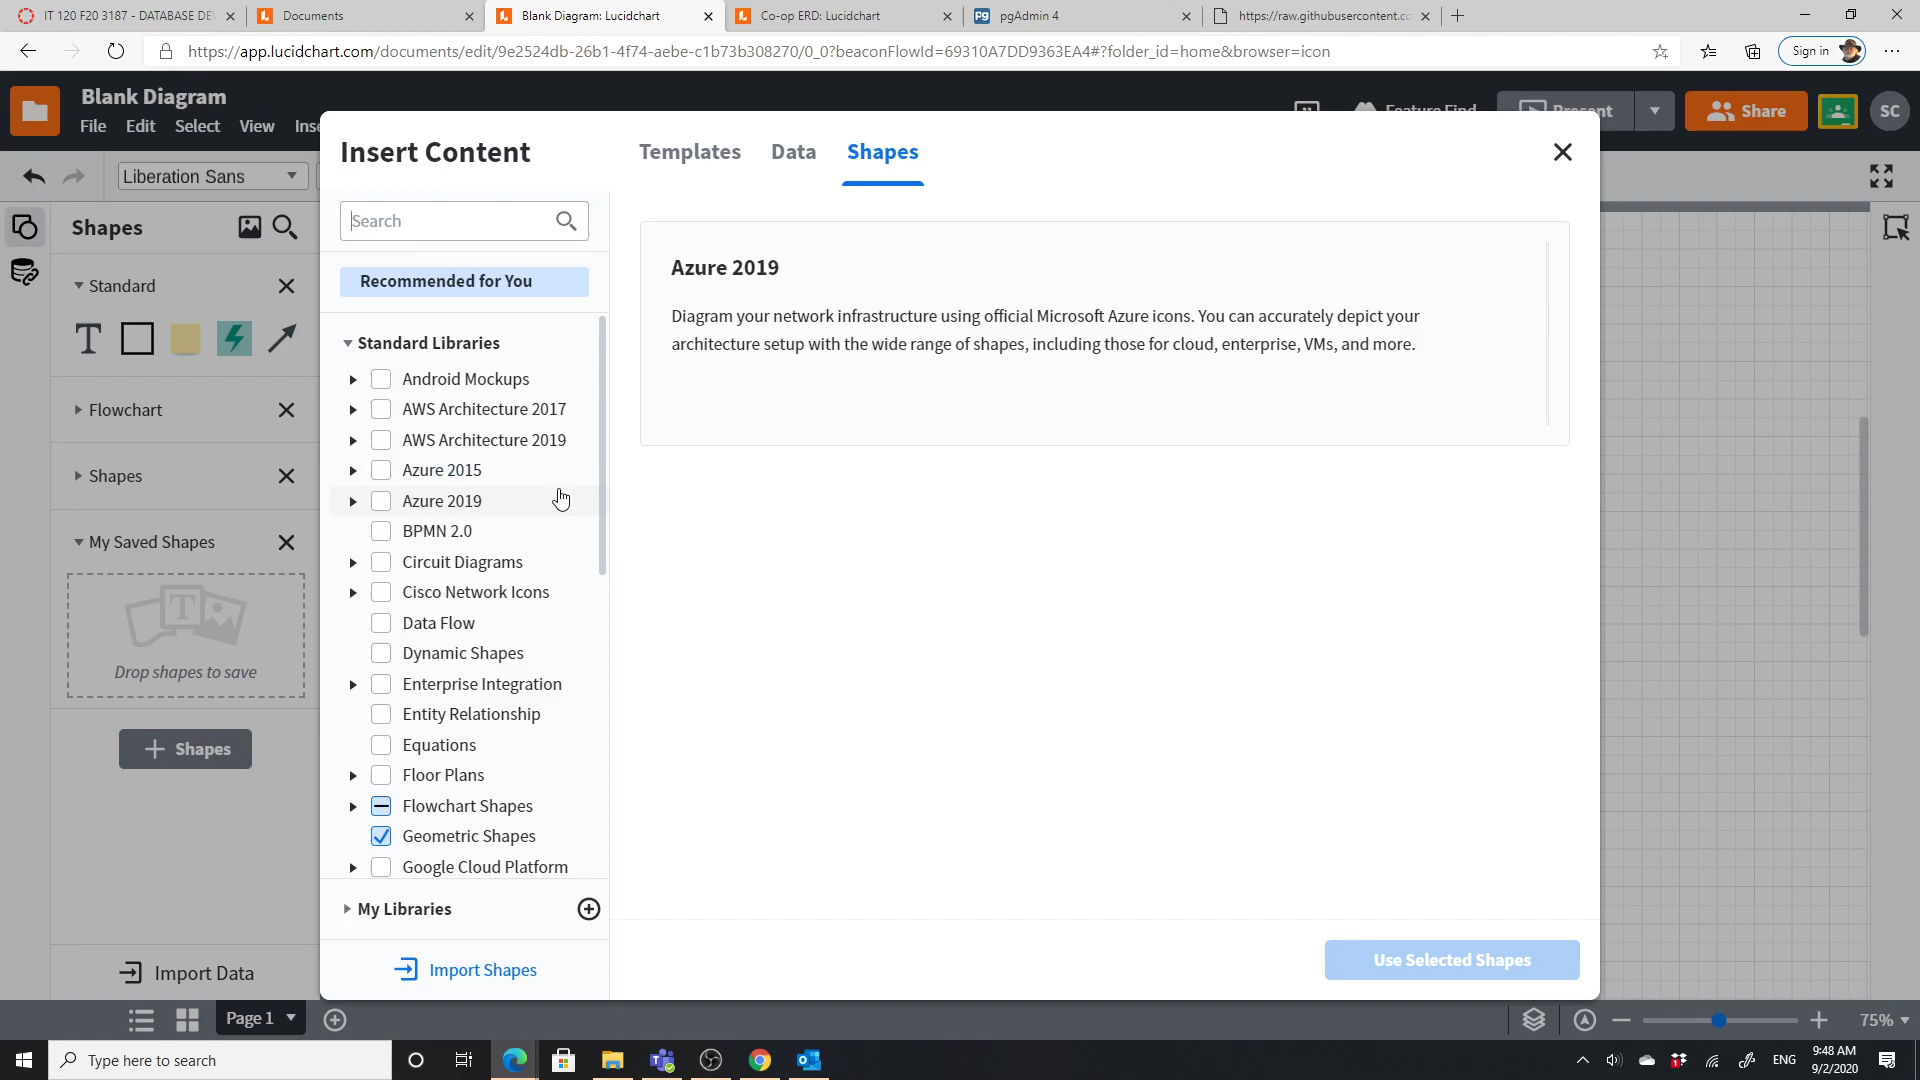 IT 120 F20 3187 - DATABASE DE
Documents
Blank Diagram: Lucidchart
Co-op ERD: Lucidchart
pgAdmin 4
https://raw.githubusercontent.c
https://app.lucidchart.com/documents/edit/9e2524db-26b1-4f74-aebe-c1b73b308270/0_0?beaconFlowId=69310A7DD9363EA4#?folder_id=home&browser=icon
Sign in
Blank Diagram
File Edit Select View Inse
Feature Find
Present
Share
SC
Liberation Sans
Shapes
Standard
T
Flowchart
Shapes
My Saved Shapes
T
Drop shapes to save
+ Shapes
Import Data
Insert Content
Templates Data Shapes
Search
Recommended for You
Standard Libraries
Android Mockups
AWS Architecture 2017
AWS Architecture 2019
Azure 2015
Azure 2019
BPMN 2.0
Circuit Diagrams
Cisco Network Icons
Data Flow
Dynamic Shapes
Enterprise Integration
Entity Relationship
Equations
Floor Plans
Flowchart Shapes
Geometric Shapes
Google Cloud Platform
My Libraries
Import Shapes
Azure 2019
Diagram your network infrastructure using official Microsoft Azure icons. You can accurately depict your
architecture setup with the wide range of shapes, including those for cloud, enterprise, VMs, and more.
Use Selected Shapes
Page 1
75%
Type here to search
ENG
9:48 AM
9/2/2020